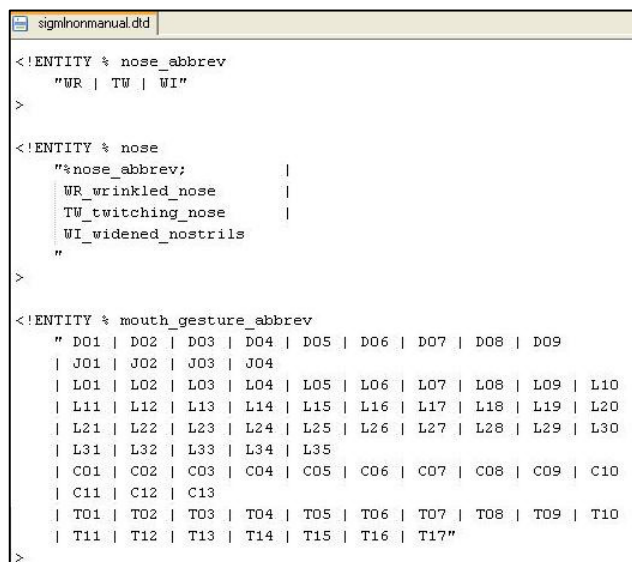 sigmlnonmanual.dtd
<!ENTITY % nose_abbrev
"WR | TW | WI"
>
<!ENTITY % nose
"%nose_abbrev; |
WR_wrinkled_nose |
TW_twitching_nose |
WI_widened_nostrils
"
>
<!ENTITY % mouth_gesture_abbrev
" D01 | D02 | D03 | D04 | D05 | D06 | D07 | D08 | D09
| J01 | J02 | J03 | J04
| L01 | L02 | L03 | L04 | L05 | L06 | L07 | L08 | L09 | L10
| L11 | L12 | L13 | L14 | L15 | L16 | L17 | L18 | L19 | L20
| L21 | L22 | L23 | L24 | L25 | L26 | L27 | L28 | L29 | L30
| L31 | L32 | L33 | L34 | L35
| C01 | C02 | C03 | C04 | C05 | C06 | C07 | C08 | C09 | C10
| C11 | C12 | C13
| T01 | T02 | T03 | T04 | T05 | T06 | T07 | T08 | T09 | T10
| T11 | T12 | T13 | T14 | T15 | T16 | T17"
>